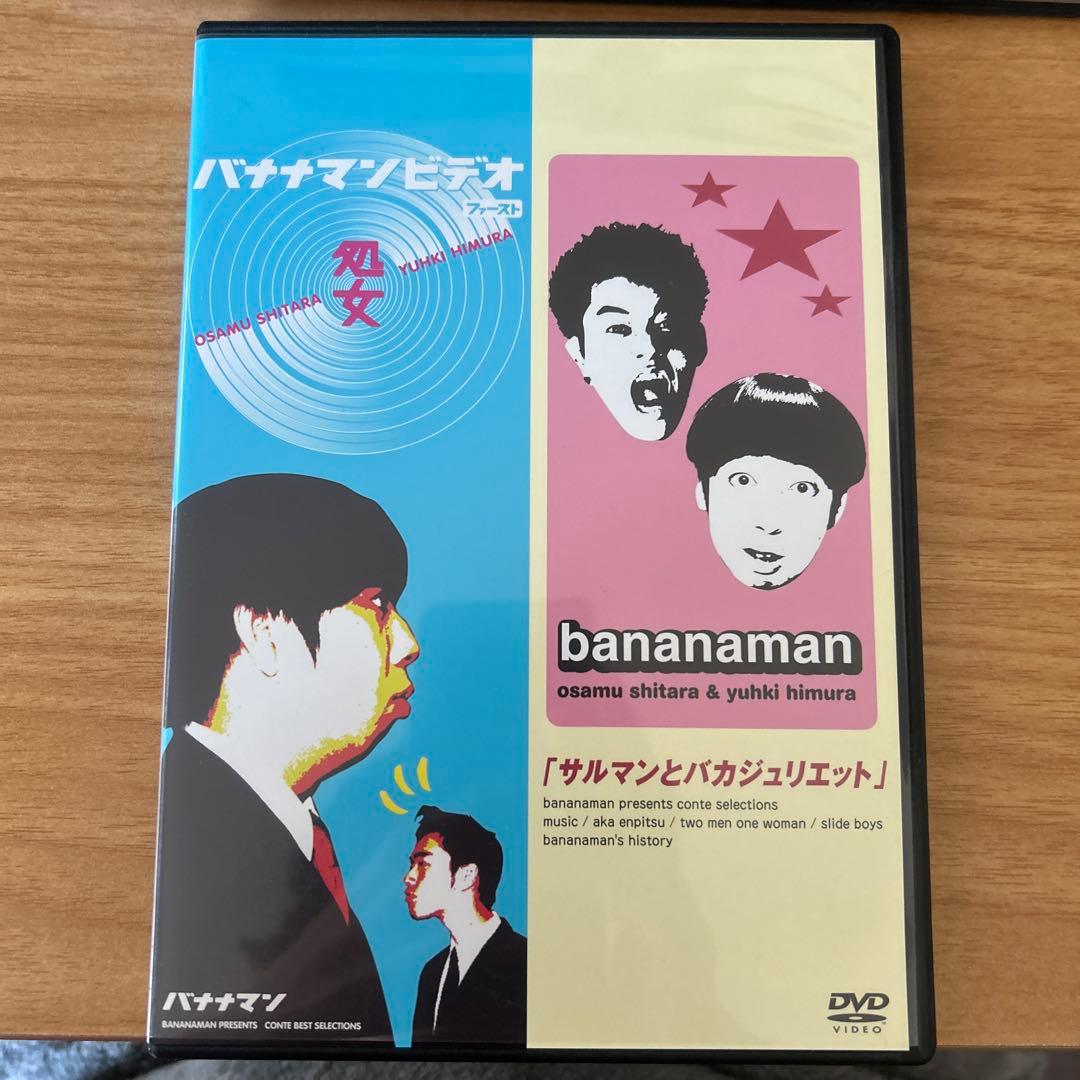 バナナマンビデオ
ファースト
処女
OSAMU SHITARA
YUHKI HIMURA
バナナマン
BANANAMAN PRESENTS CONTE BEST SELECTIONS
bananaman
osamu shitara & yuhki himura
「サルマンとバカジュリエット」
bananaman presents conte selections
music / aka enpitsu / two men one woman / slide boys
bananaman's history
DVD
VIDEO